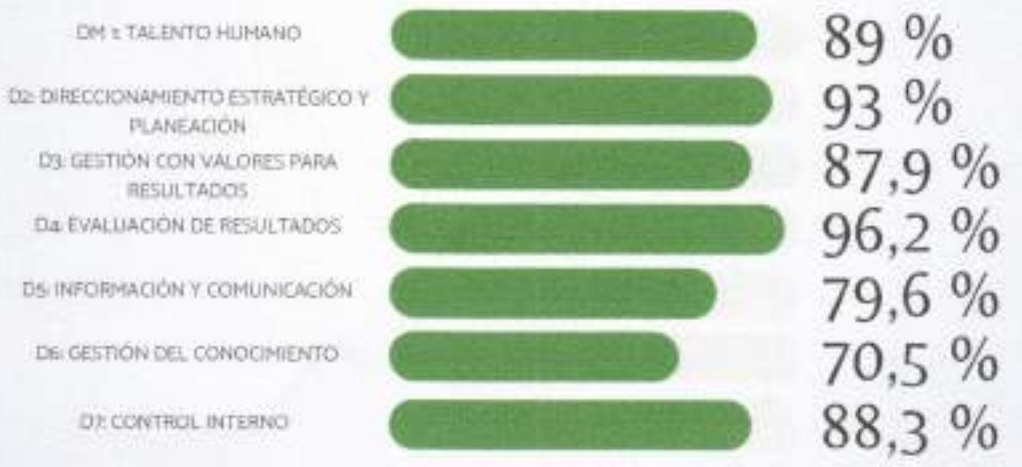 DM 1: TALENTO HUMANO
89 %
D2: DIRECCIONAMIENTO ESTRATÉGICO Y
PLANEACIÓN
93 %
D3: GESTIÓN CON VALORES PARA
RESULTADOS
87,9 %
D4: EVALUACIÓN DE RESULTADOS
96,2 %
D5: INFORMACIÓN Y COMUNICACIÓN
79,6 %
D6: GESTIÓN DEL CONOCIMIENTO
70,5 %
D7: CONTROL INTERNO
88,3 %